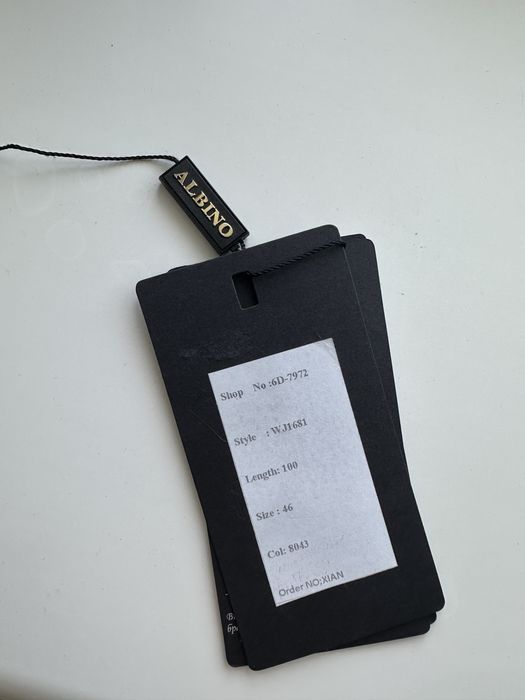 ALBINO
Shop No :6D-7972
Style : WJ1681
Length: 100
Size : 46
Col: 8043
Order NO;XIAN